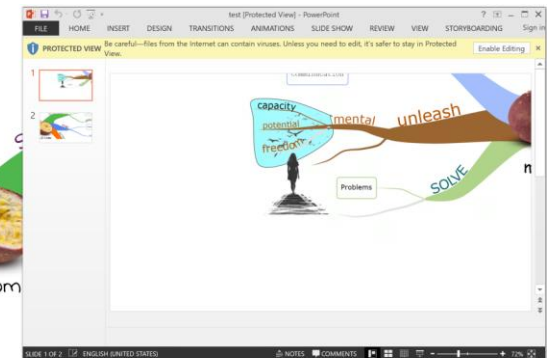 test [Protected View] - PowerPoint
FILE HOME INSERT DESIGN TRANSITIONS ANIMATIONS SLIDE SHOW REVIEW VIEW STORYBOARDING Sign in
PROTECTED VIEW Be careful—files from the Internet can contain viruses. Unless you need to edit, it's safer to stay in Protected View. Enable Editing
1
2
capacity
potential
freedom
mental
unleash
Problems
SOLVE
n
om
SLIDE 1 OF 2 ENGLISH (UNITED STATES) NOTES COMMENTS 72%